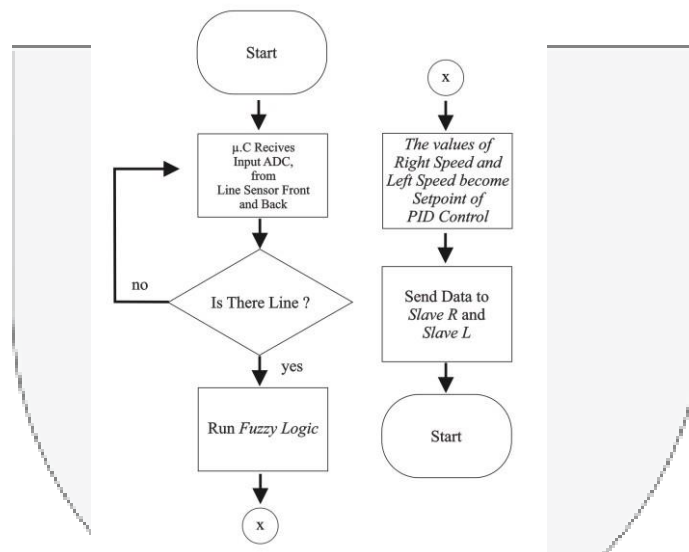 Start
µ.C Recives
Input ADC,
from
Line Sensor Front
and Back
no
Is There Line ?
yes
Run Fuzzy Logic
x
x
The values of
Right Speed and
Left Speed become
Setpoint of
PID Control
Send Data to
Slave R and
Slave L
Start